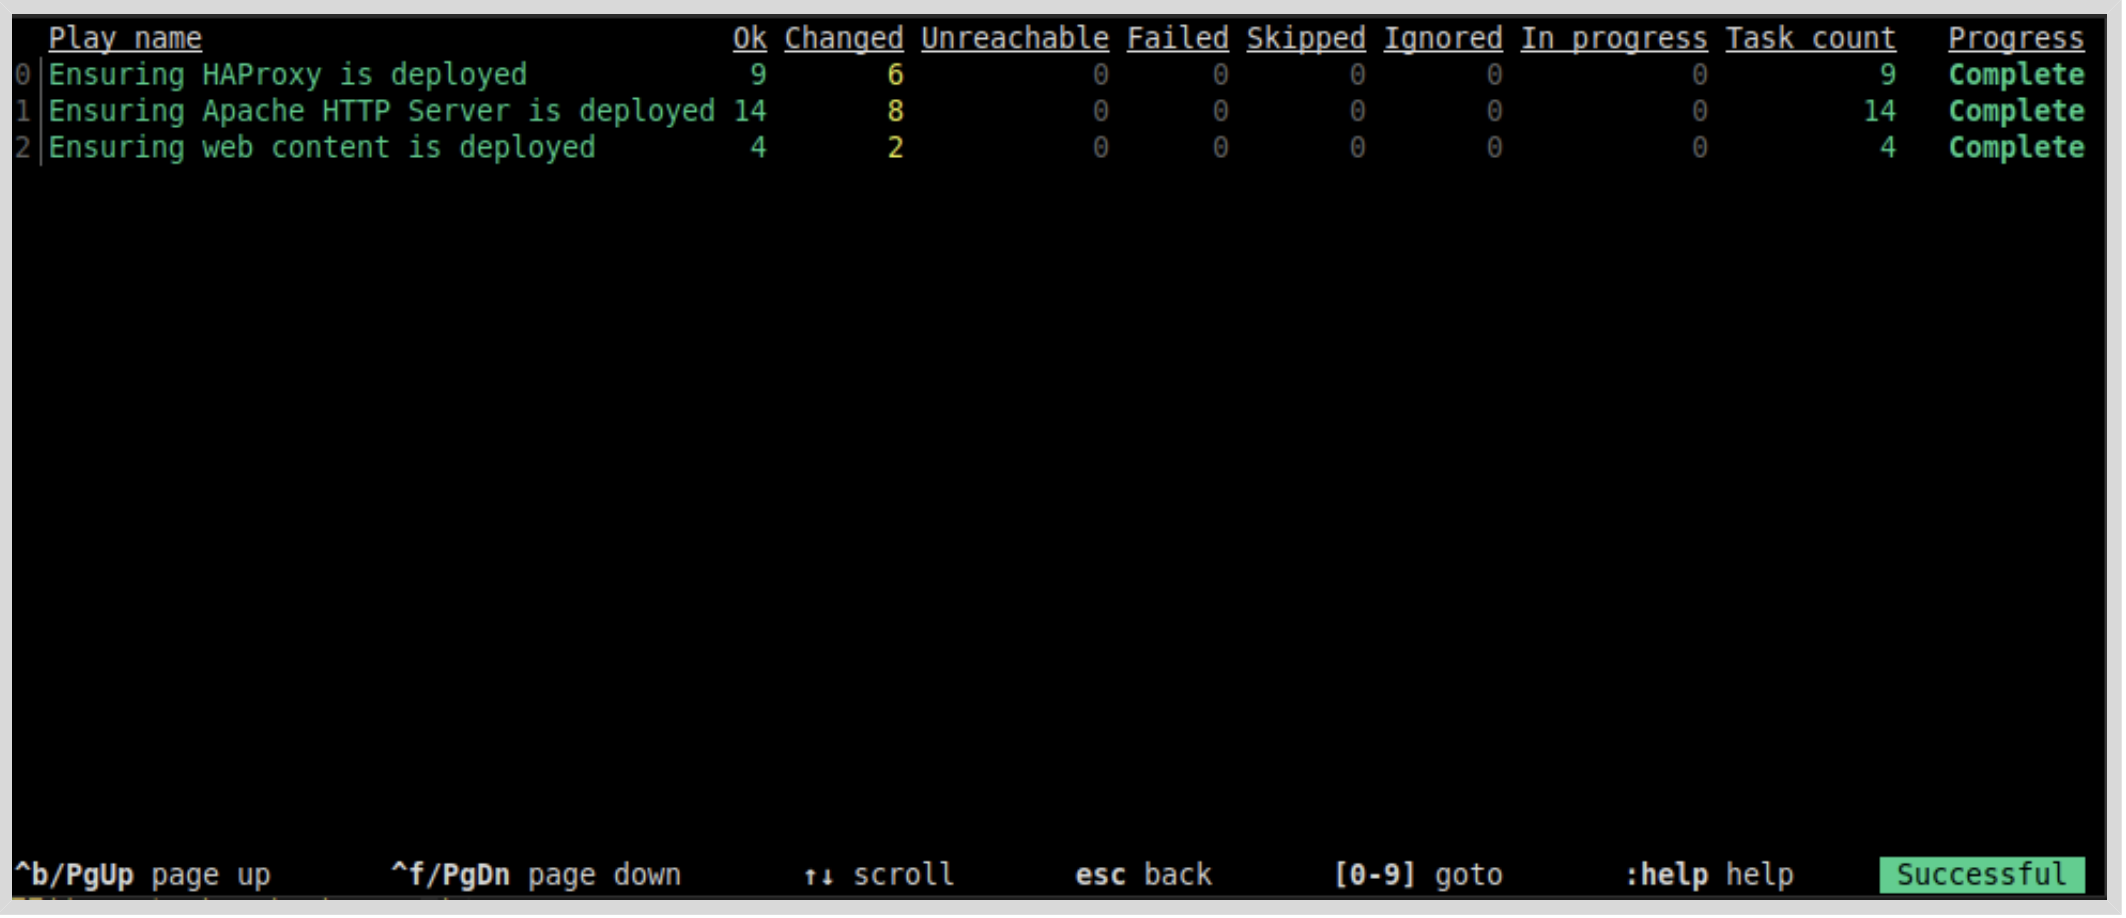 Play name Ok Changed Unreachable Failed Skipped Ignored In progress Task count Progress
0│Ensuring HAProxy is deployed 9 6 0 0 0 0 0 9 Complete
1│Ensuring Apache HTTP Server is deployed 14 8 0 0 0 0 0 14 Complete
2│Ensuring web content is deployed 4 2 0 0 0 0 0 4 Complete
^b/PgUp page up ^f/PgDn page down ↑↓ scroll esc back [0-9] goto :help help Successful